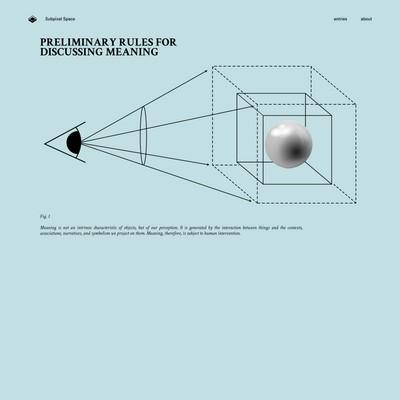 Subpixel Space
entries
about
PRELIMINARY RULES FOR
DISCUSSING MEANING
Fig. 1
Meaning is not an intrinsic characteristic of objects, but of our perception. It is generated by the interaction between things and the contexts,
associations, narratives, and symbolism we project on them. Meaning, therefore, is subject to human intervention.